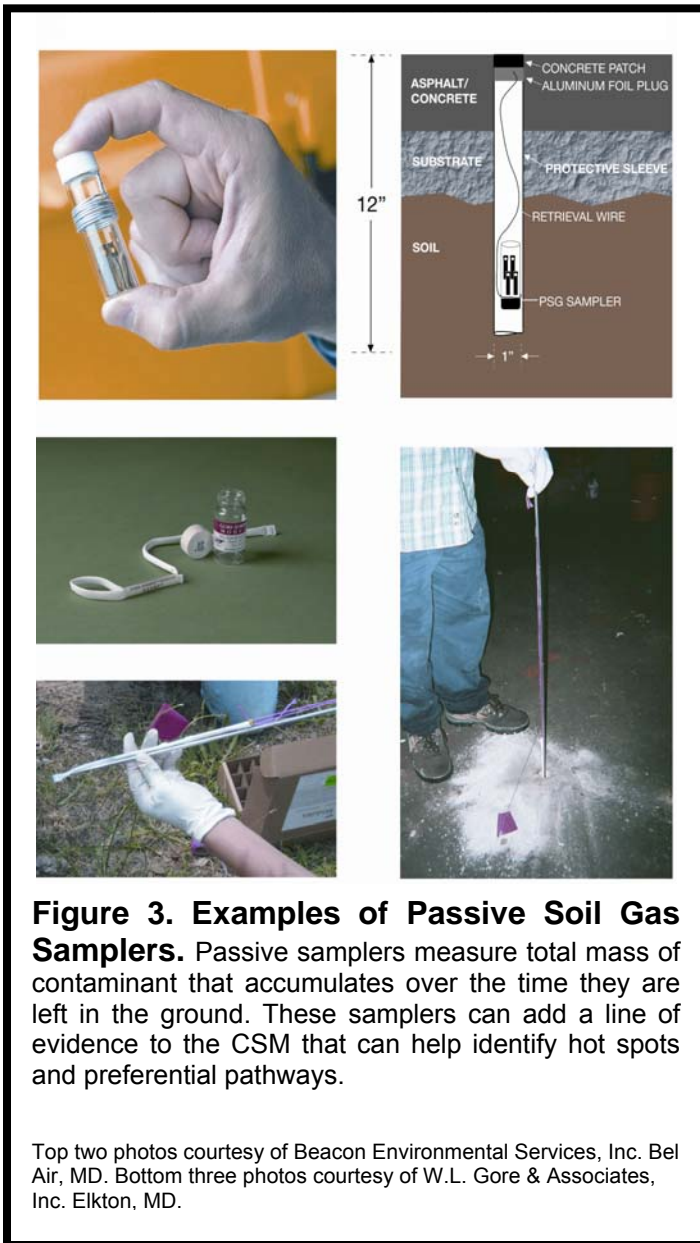 CONCRETE PATCH
ALUMINUM FOIL PLUG
ASPHALT/
CONCRETE
SUBSTRATE
PROTECTIVE SLEEVE
12”
RETRIEVAL WIRE
SOIL
PSG SAMPLER
1”
Figure 3. Examples of Passive Soil Gas
Samplers. Passive samplers measure total mass of
contaminant that accumulates over the time they are
left in the ground. These samplers can add a line of
evidence to the CSM that can help identify hot spots
and preferential pathways.
Top two photos courtesy of Beacon Environmental Services, Inc. Bel
Air, MD. Bottom three photos courtesy of W.L. Gore & Associates,
Inc. Elkton, MD.